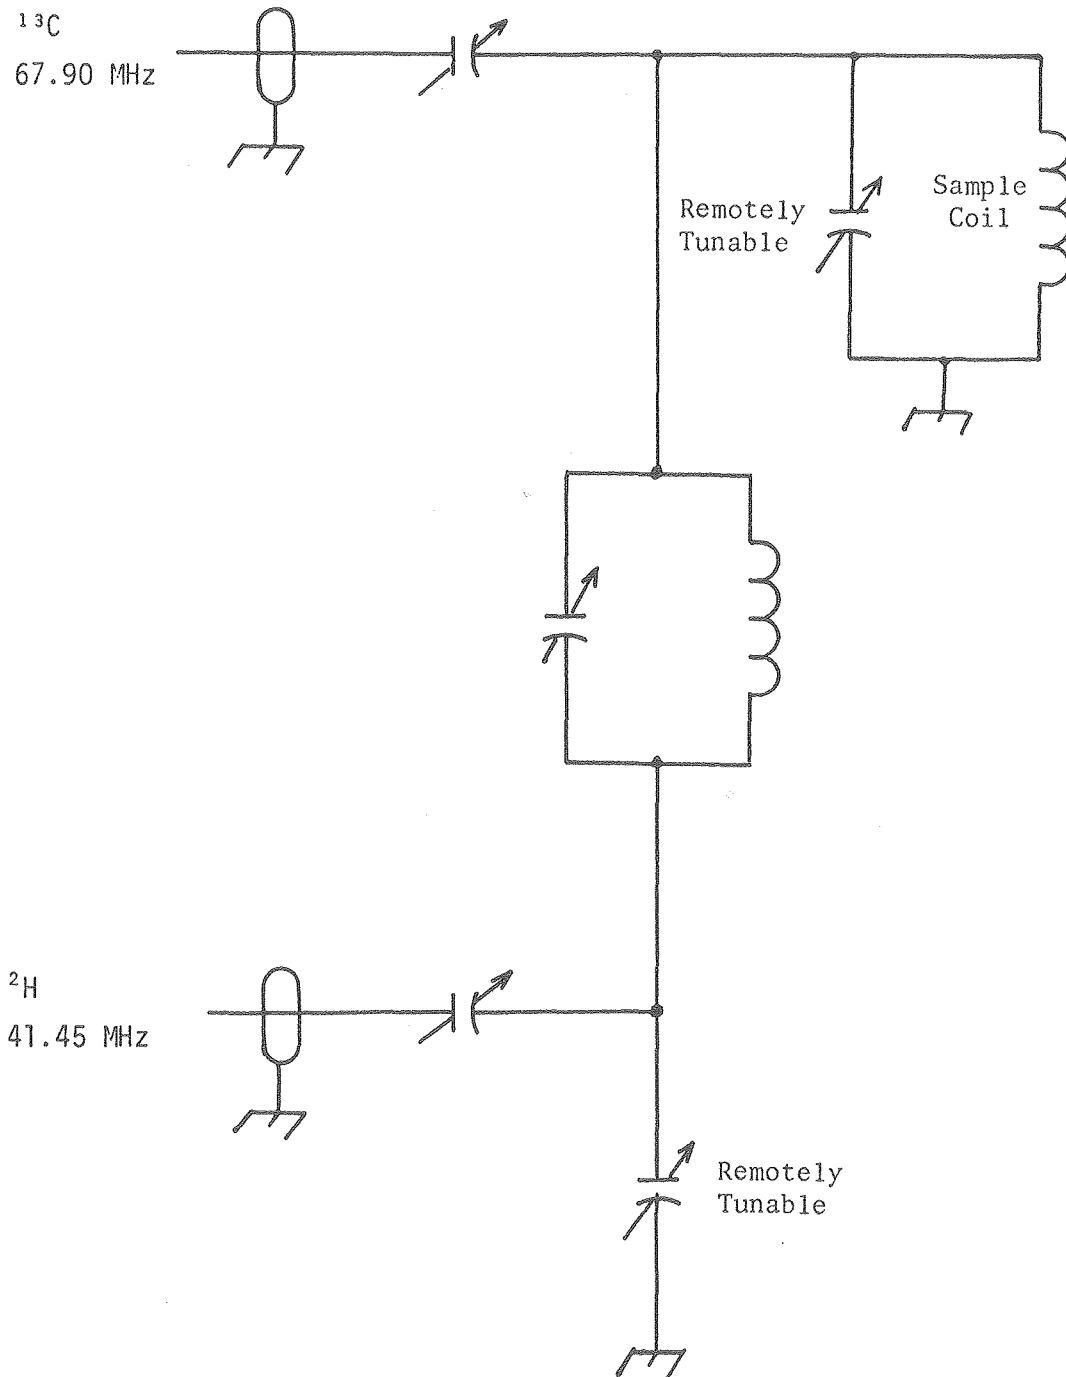 ¹³C
67.90 MHz
Remotely
Tunable
Sample
Coil
²H
41.45 MHz
Remotely
Tunable